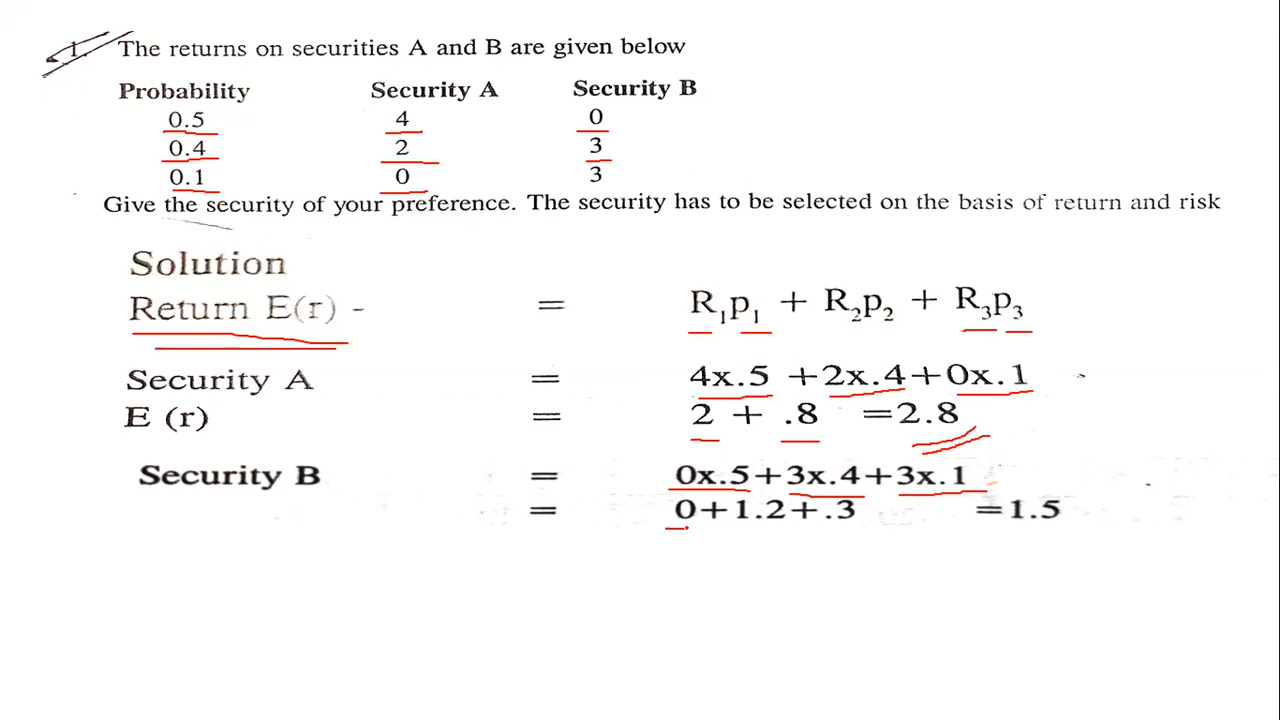 1. The returns on securities A and B are given below
Probability Security A Security B
0.5 4 0
0.4 2 3
0.1 0 3
Give the security of your preference. The security has to be selected on the basis of return and risk
Solution
Return E(r) - = R₁p₁ + R₂p₂ + R₃p₃
Security A = 4x.5 +2x.4+0x.1
E (r) = 2 + .8 =2.8
Security B = 0x.5+3x.4+3x.1
= 0+1.2+.3 =1.5